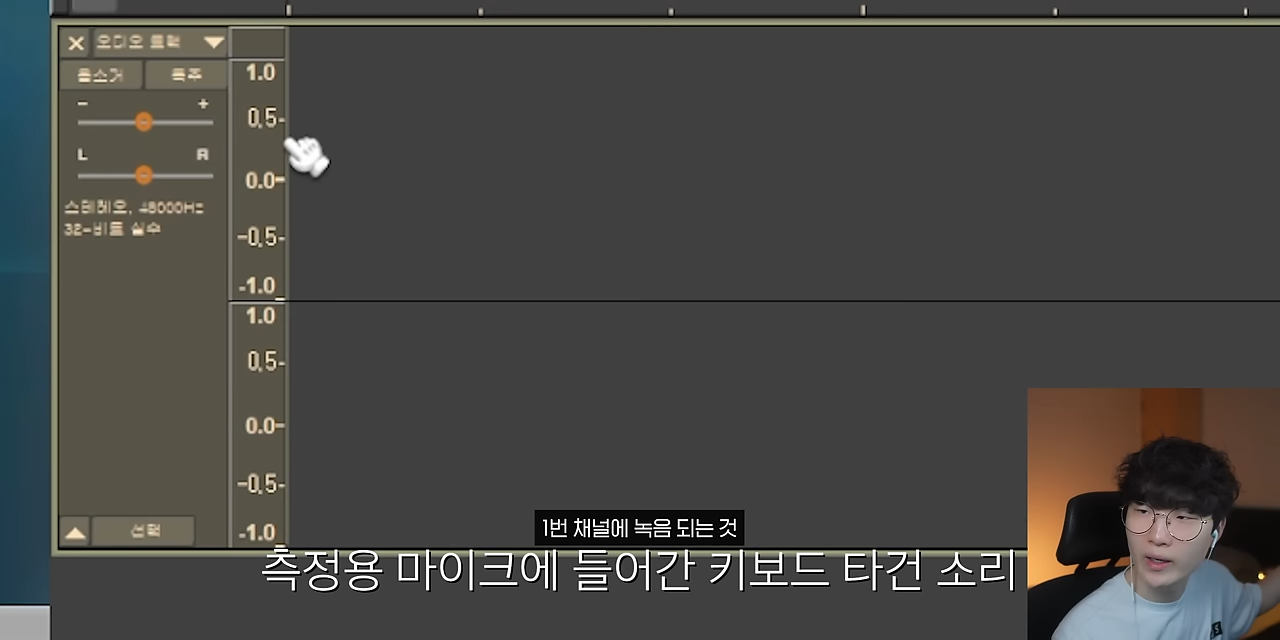 오디오 트랙
음소거
독주
- +
L R
스테레오, 48000Hz
32-비트 실수
선택
1.0
0.5-
0.0-
-0.5-
-1.0
1.0
0.5-
0.0-
-0.5-
-1.0
1번 채널에 녹음 되는 것
측정용 마이크에 들어간 키보드 타건 소리